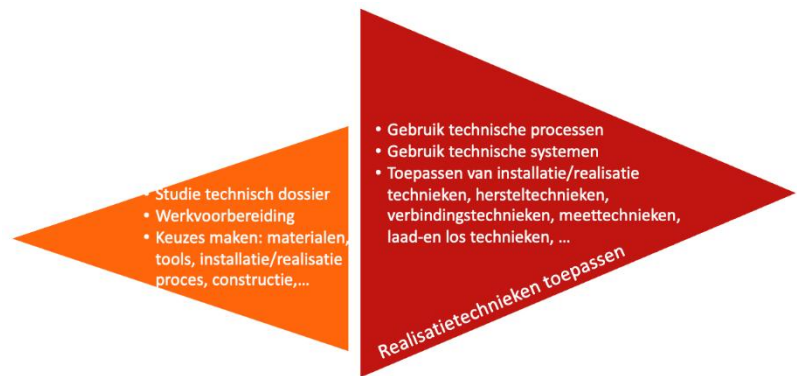 • Studie technisch dossier
• Werkvoorbereiding
• Keuzes maken: materialen,
tools, installatie/realisatie
proces, constructie,...
• Gebruik technische processen
• Gebruik technische systemen
• Toepassen van installatie/realisatie
technieken, hersteltechnieken,
verbindingstechnieken, meettechnieken,
laad-en los technieken, ...
Realisatietechnieken toepassen